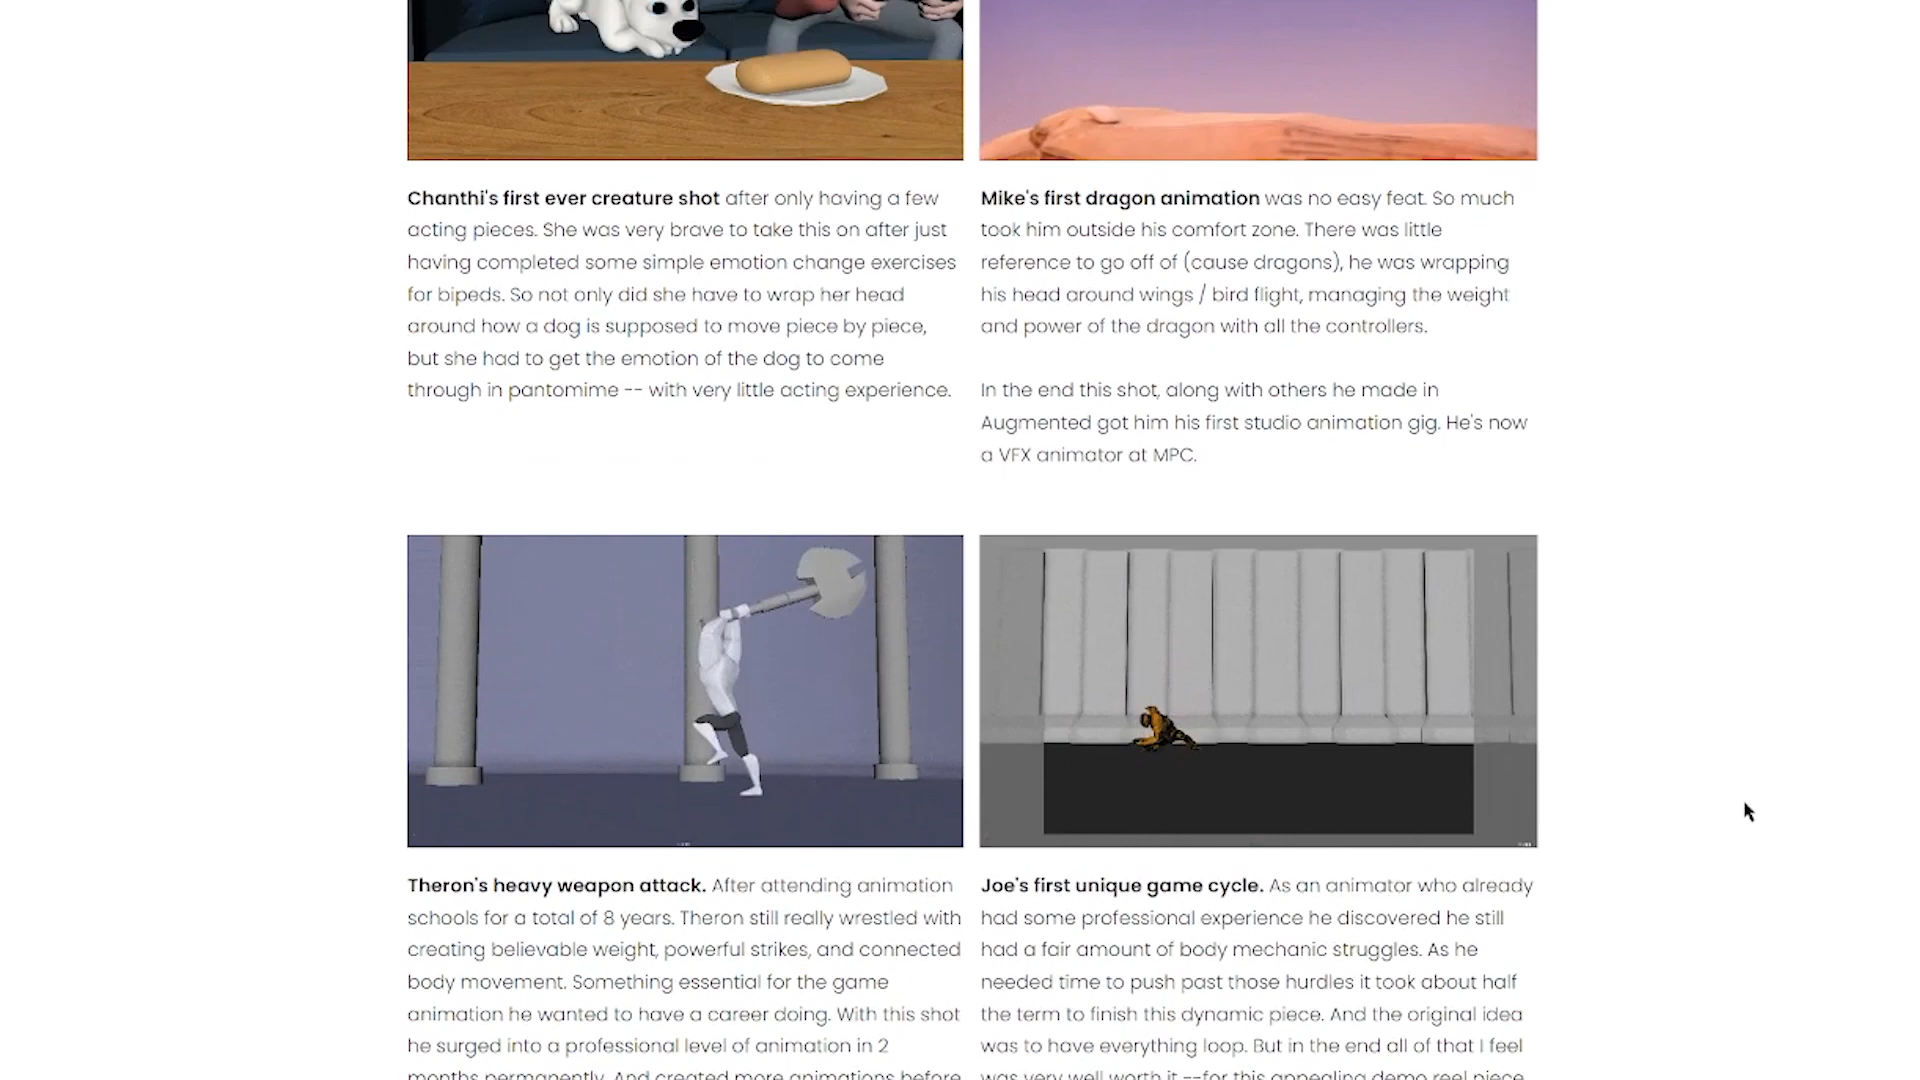 Chanthi's first ever creature shot after only having a few
acting pieces. She was very brave to take this on after just
having completed some simple emotion change exercises
for bipeds. So not only did she have to wrap her head
around how a dog is supposed to move piece by piece,
but she had to get the emotion of the dog to come
through in pantomime -- with very little acting experience.
Mike's first dragon animation was no easy feat. So much
took him outside his comfort zone. There was little
reference to go off of (cause dragons), he was wrapping
his head around wings / bird flight, managing the weight
and power of the dragon with all the controllers.
In the end this shot, along with others he made in
Augmented got him his first studio animation gig. He's now
a VFX animator at MPC.
Theron's heavy weapon attack. After attending animation
schools for a total of 8 years. Theron still really wrestled with
creating believable weight, powerful strikes, and connected
body movement. Something essential for the game
animation he wanted to have a career doing. With this shot
he surged into a professional level of animation in 2
months permanently. And created more animations before
Joe's first unique game cycle. As an animator who already
had some professional experience he discovered he still
had a fair amount of body mechanic struggles. As he
needed time to push past those hurdles it took about half
the term to finish this dynamic piece. And the original idea
was to have everything loop. But in the end all of that I feel
was very well worth it --for this appealing demo reel piece